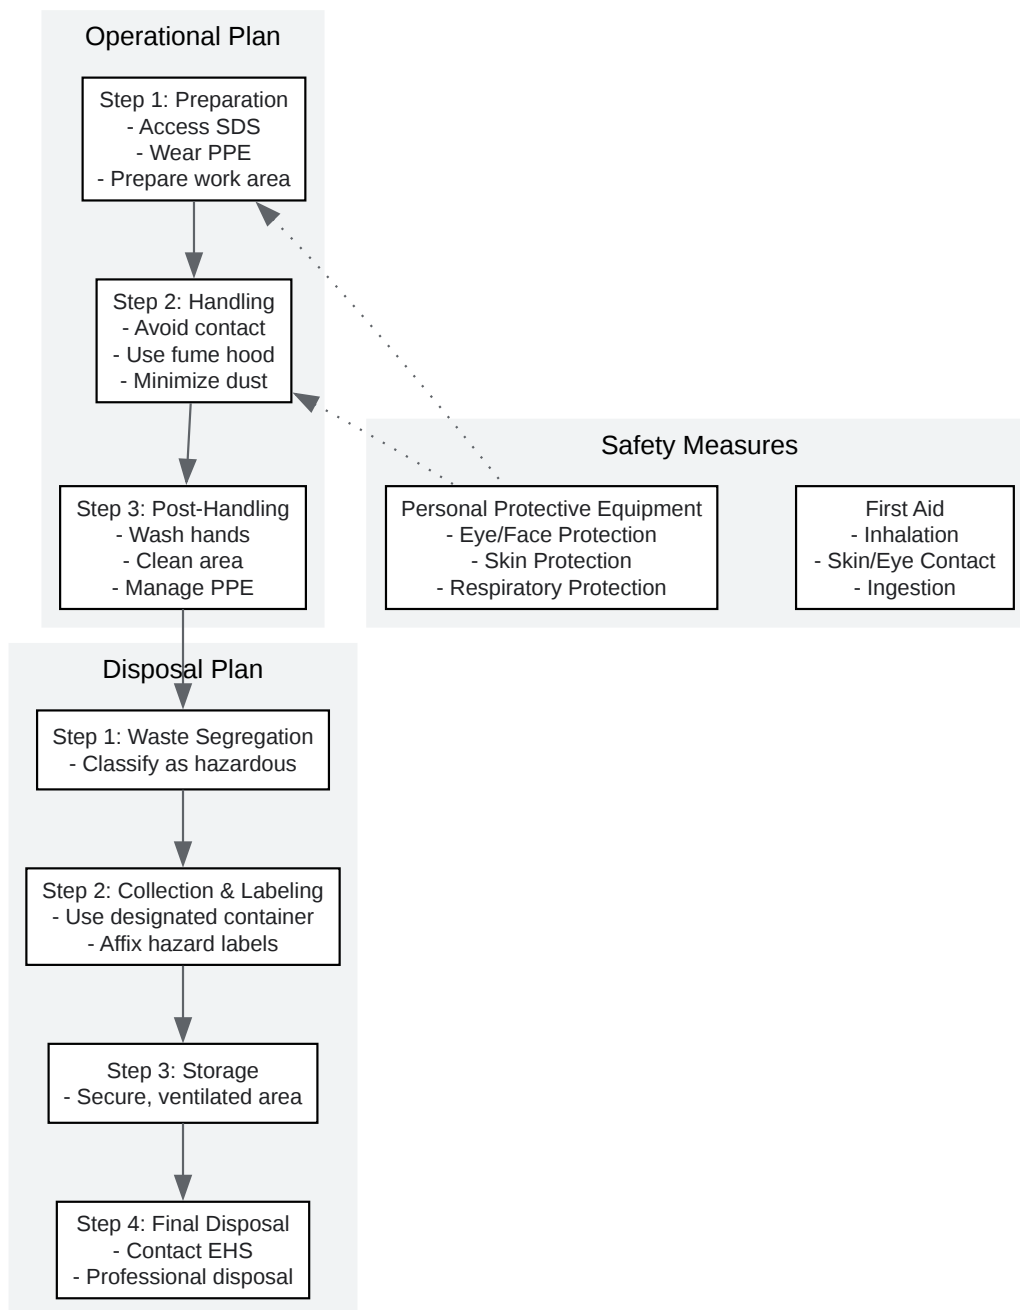 Operational Plan
Step 1: Preparation
- Access SDS
- Wear PPE
- Prepare work area
Step 2: Handling
- Avoid contact
- Use fume hood
- Minimize dust
Step 3: Post-Handling
- Wash hands
- Clean area
- Manage PPE
Safety Measures
Personal Protective Equipment
- Eye/Face Protection
- Skin Protection
- Respiratory Protection
First Aid
- Inhalation
- Skin/Eye Contact
- Ingestion
Disposal Plan
Step 1: Waste Segregation
- Classify as hazardous
Step 2: Collection & Labeling
- Use designated container
- Affix hazard labels
Step 3: Storage
- Secure, ventilated area
Step 4: Final Disposal
- Contact EHS
- Professional disposal